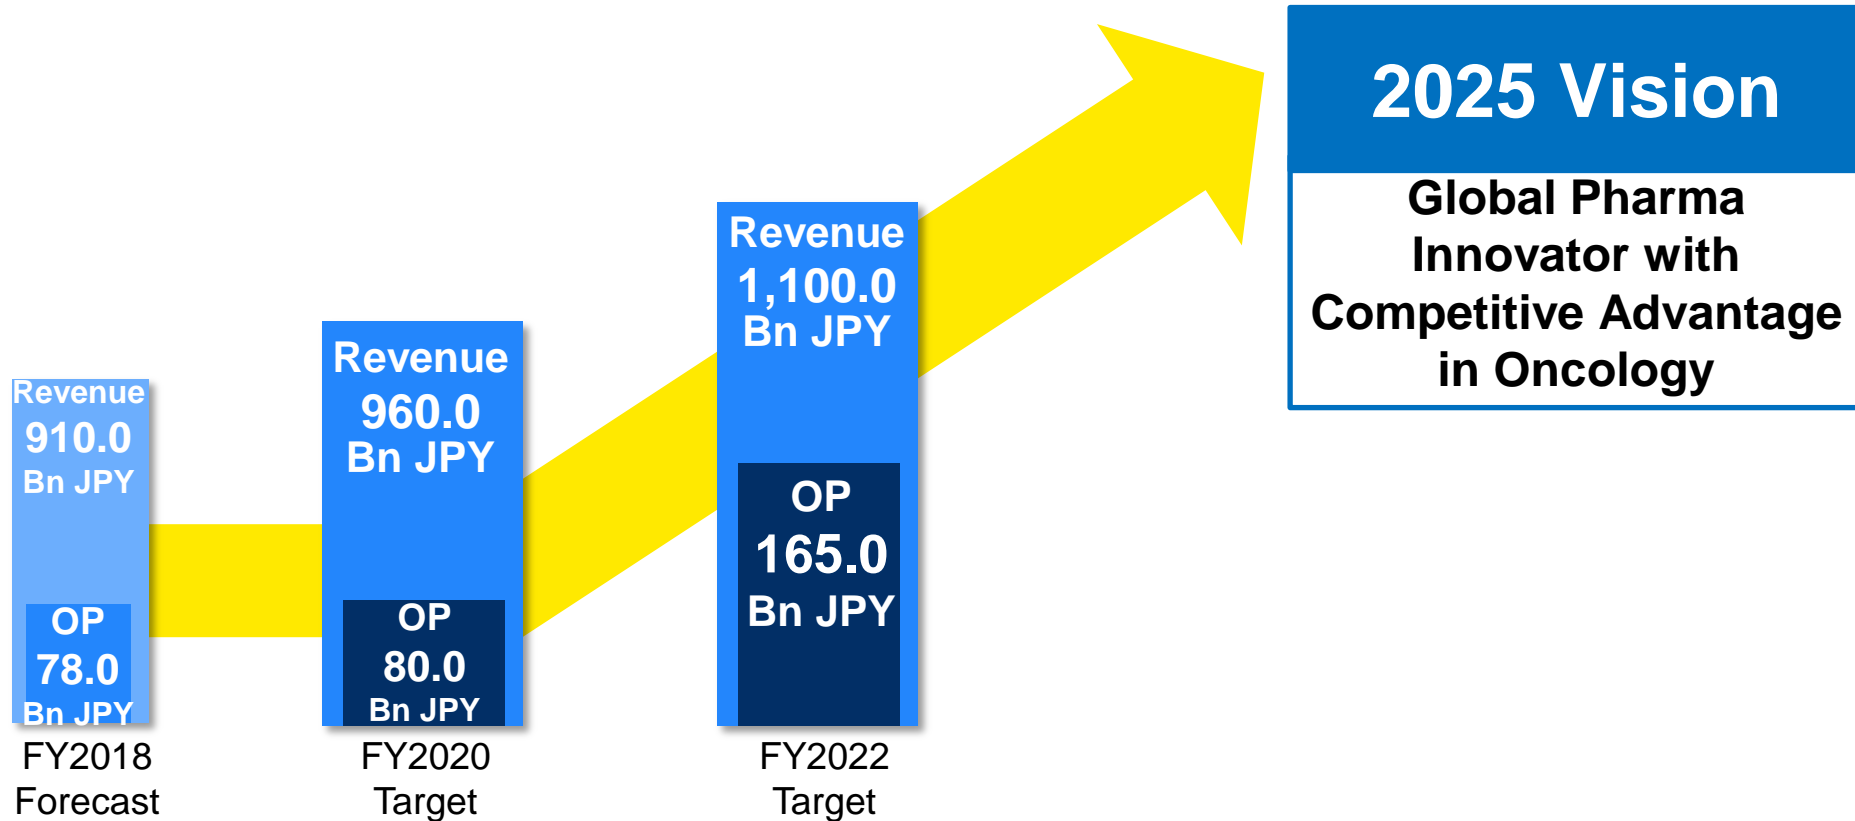 2025 Vision
Global Pharma
Innovator with
Competitive Advantage
in Oncology
Revenue
910.0
Bn JPY
OP
78.0
Bn JPY
FY2018
Forecast
Revenue
960.0
Bn JPY
OP
80.0
Bn JPY
FY2020
Target
Revenue
1,100.0
Bn JPY
OP
165.0
Bn JPY
FY2022
Target